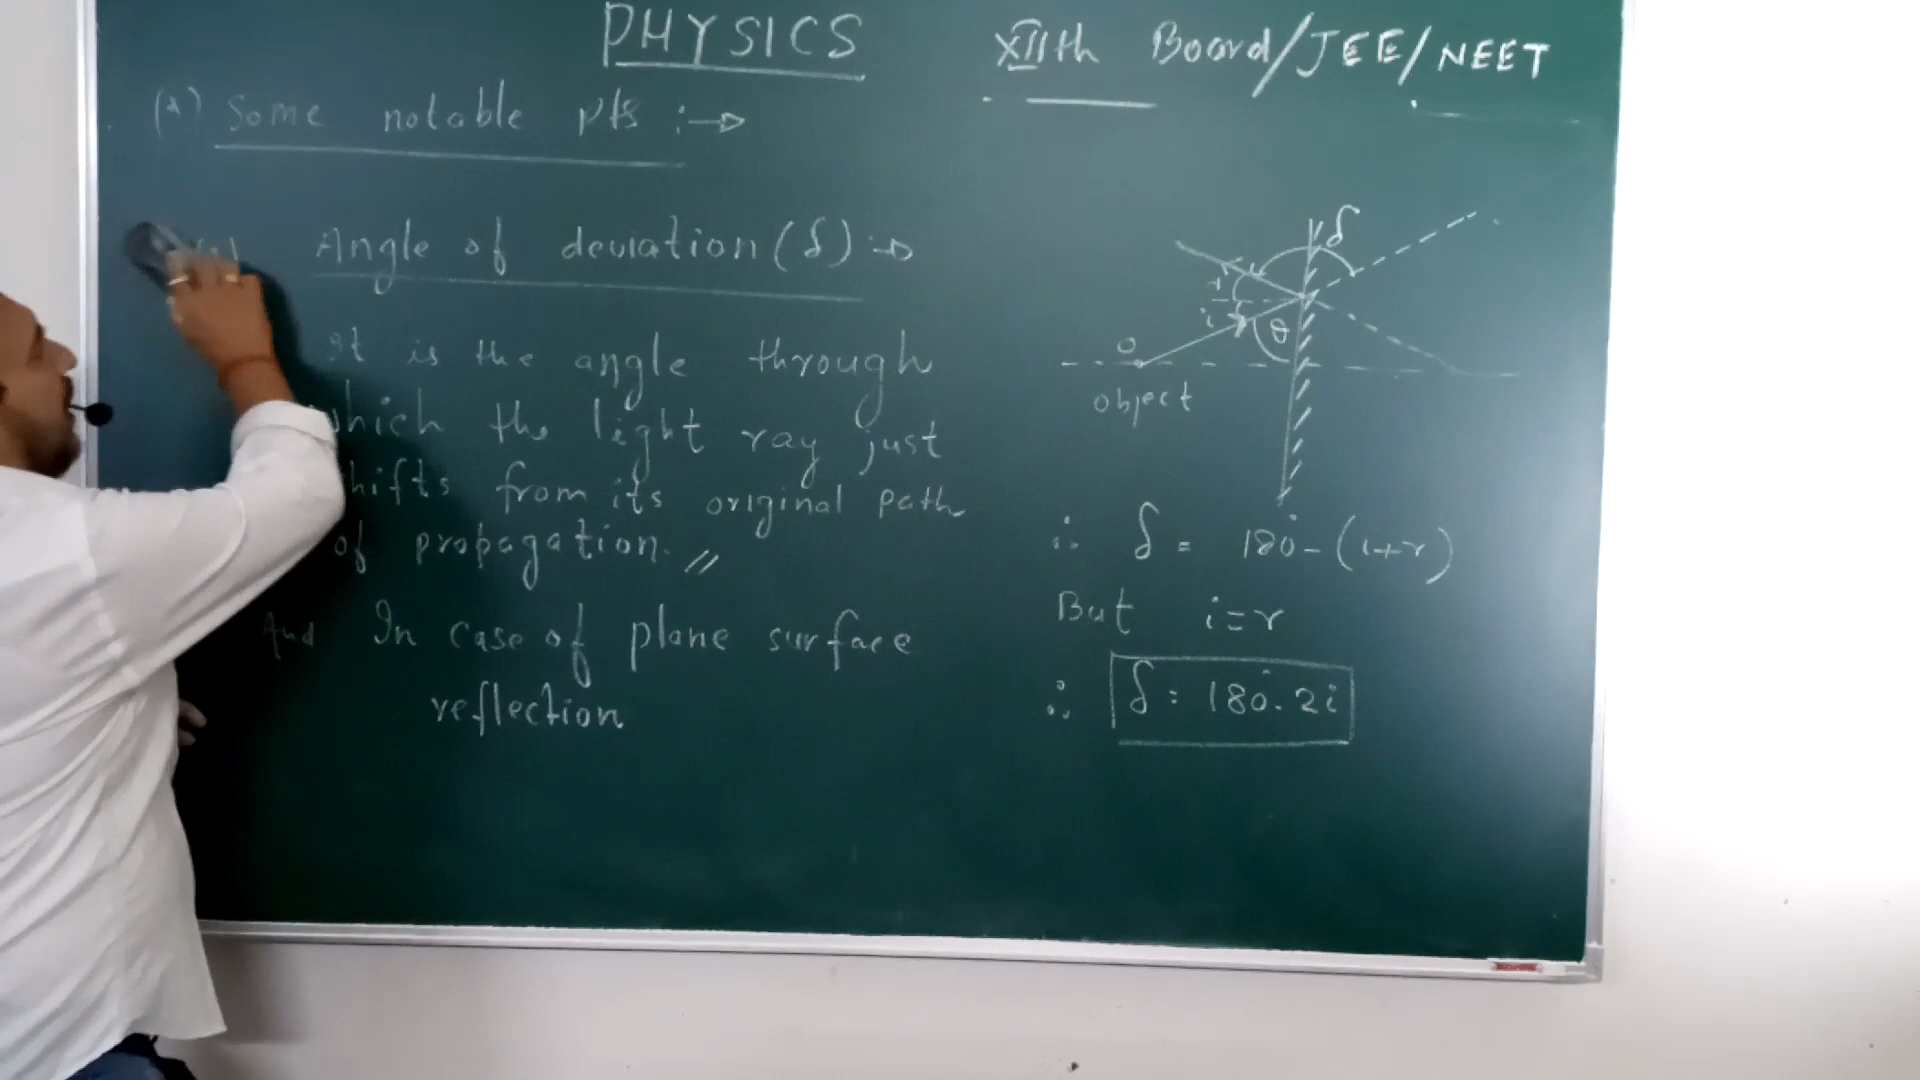 PHYSICS
XIIth Board/JEE/NEET
(*) Some notable pts :→
Angle of deviation (δ) :→
It is the angle through
which the light ray just
shifts from its original path
of propagation. //
And In case of plane surface
reflection
δ
r
i
θ
O
object
∴ δ = 180° - (i+r)
But i = r
∴ δ = 180° - 2i